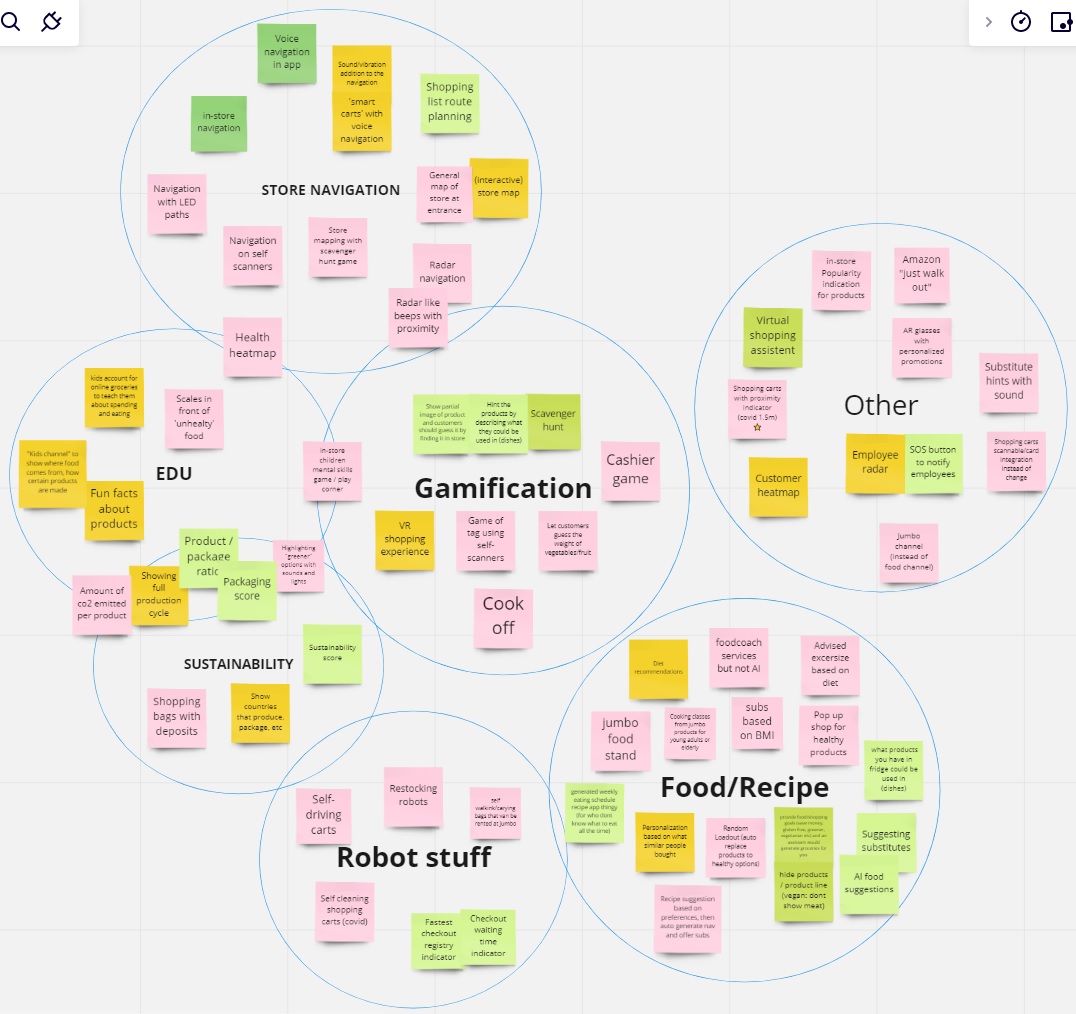 Voice
navigation
in app
Sound/vibration
addition to the
navigation
'smart
carts' with
voice
navigation
Shopping
list route
planning
in-store
navigation
STORE NAVIGATION
General
map of
store at
entrance
(interactive)
store map
Navigation
with LED
paths
Navigation
on self
scanners
Store
mapping with
scavenger
hunt game
Radar
navigation
Radar like
beeps with
proximity
Health
heatmap
kids account for
online groceries
to teach them
about spending
and eating
Scales in
front of
'unhealty'
food
"Kids channel" to
show where food
comes from, how
certain products
are made
EDU
Fun facts
about
products
in-store
children
mental skills
game / play
corner
Product /
package
ratio
Highlighting
"greener"
options with
sounds and
lights
Amount of
co2 emitted
per product
Showing
full
production
cycle
Packaging
score
SUSTAINABILITY
Sustainability
score
Shopping
bags with
deposits
Show
countries
that produce,
package, etc
Show partial
image of product
and customers
should guess it by
finding it in store
Hint the
products by
describing what
they could be
used in (dishes)
Scavenger
hunt
Gamification
Cashier
game
VR
shopping
experience
Game of
tag using
self-
scanners
Let customers
guess the
weight of
vegetables/fruit
Cook
off
in-store
Popularity
indication
for products
Amazon
"just walk
out"
Virtual
shopping
assistent
AR glasses
with
personalized
promotions
Substitute
hints with
sound
Shopping carts
with proximity
indicator
(covid 1.5m)
Other
Employee
radar
SOS button
to notify
employees
Shopping carts
scannable/card
integration
instead of
change
Customer
heatmap
Jumbo
channel
(instead of
food channel)
Diet
recommendations
foodcoach
services
but not AI
Advised
excersize
based on
diet
jumbo
food
stand
Cooking classes
from jumbo
products for
young adults or
elderly
subs
based
on BMI
Pop up
shop for
healthy
products
what products
you have in
fridge could be
used in
(dishes)
Food/Recipe
generated weekly
eating schedule
recipe app thingy
(for who dont
know what to eat
all the time)
Personalization
based on what
similar people
bought
Random
Loadout (auto
replace
products to
healthy options)
provide food/shopping
goals (save money,
gluten free, greener,
vegetarian etc) and an
would
generate groceries for
you
hide products
/ product line
(vegan: dont
show meat)
Suggesting
substitutes
AI food
suggestions
Recipe suggestion
based on
preferences, then
auto generate nav
and offer subs
Self-
driving
carts
Restocking
robots
self
bags that can be
rented at jumbo
Robot stuff
Self cleaning
shopping
carts (covid)
Fastest
checkout
registry
indicator
Checkout
waiting
time
indicator